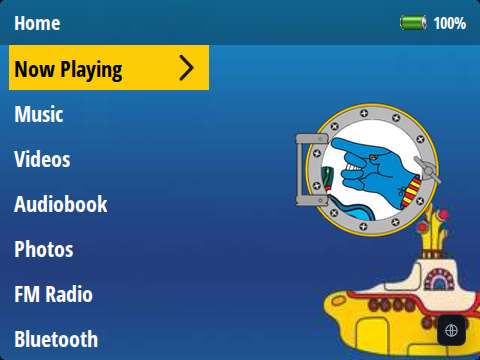 Home
100%
Now Playing
Music
Videos
Audiobook
Photos
FM Radio
Bluetooth